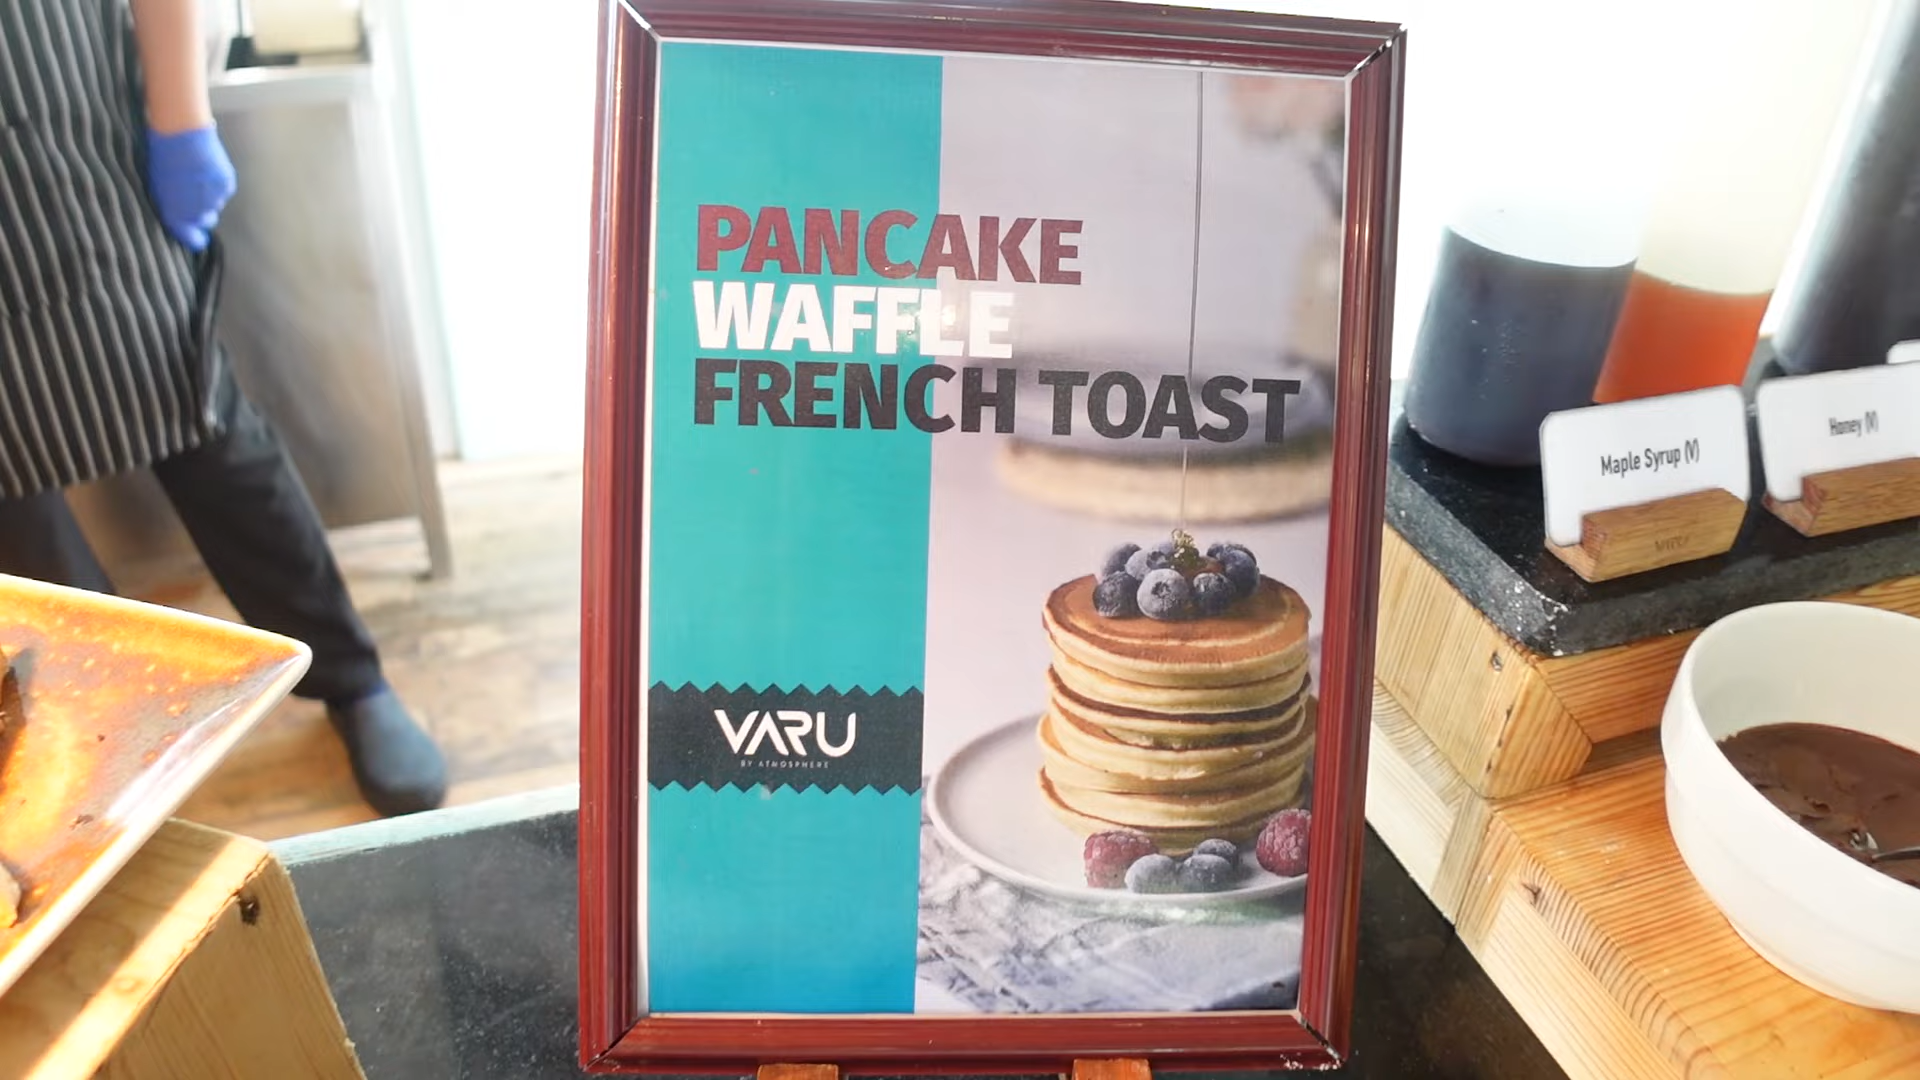 PANCAKE
WAFFLE
FRENCH TOAST
VARU
BY ATMOSPHERE
Maple Syrup (V)
Honey (V)